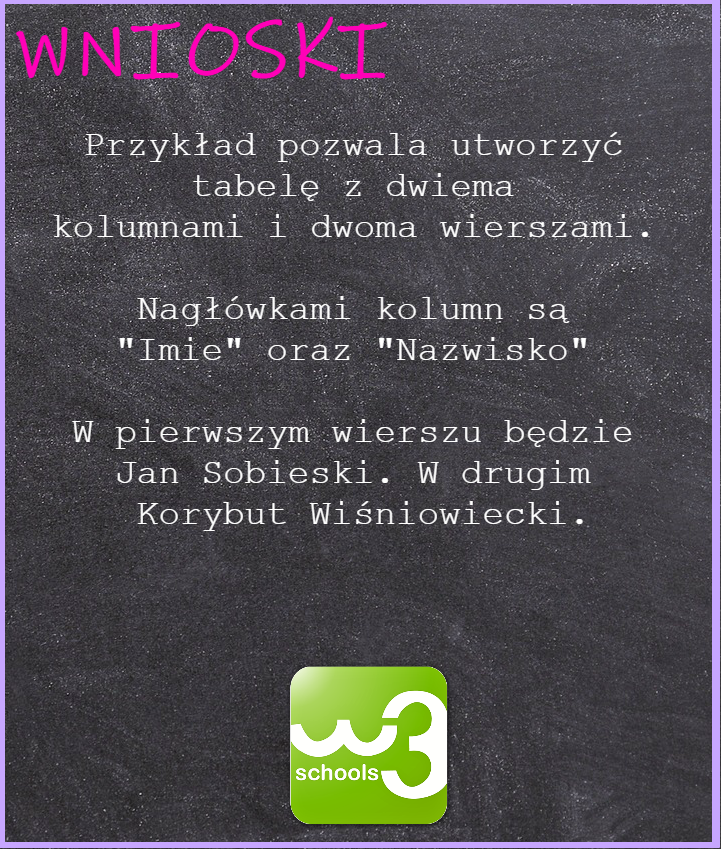 WNIOSKI
Przykład pozwala utworzyć
tabelę z dwiema
kolumnami i dwoma wierszami.
Nagłówkami kolumn są
"Imie" oraz "Nazwisko"
W pierwszym wierszu będzie
Jan Sobieski. W drugim
Korybut Wiśniowiecki.
w3
schools